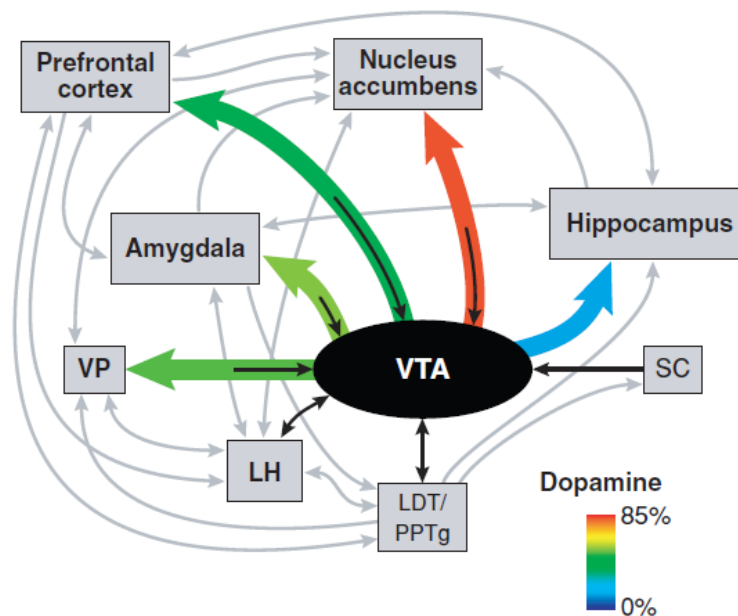 Prefrontal
cortex
Nucleus
accumbens
Amygdala
Hippocampus
VP
VTA
SC
LH
LDT/
PPTg
Dopamine
85%
0%